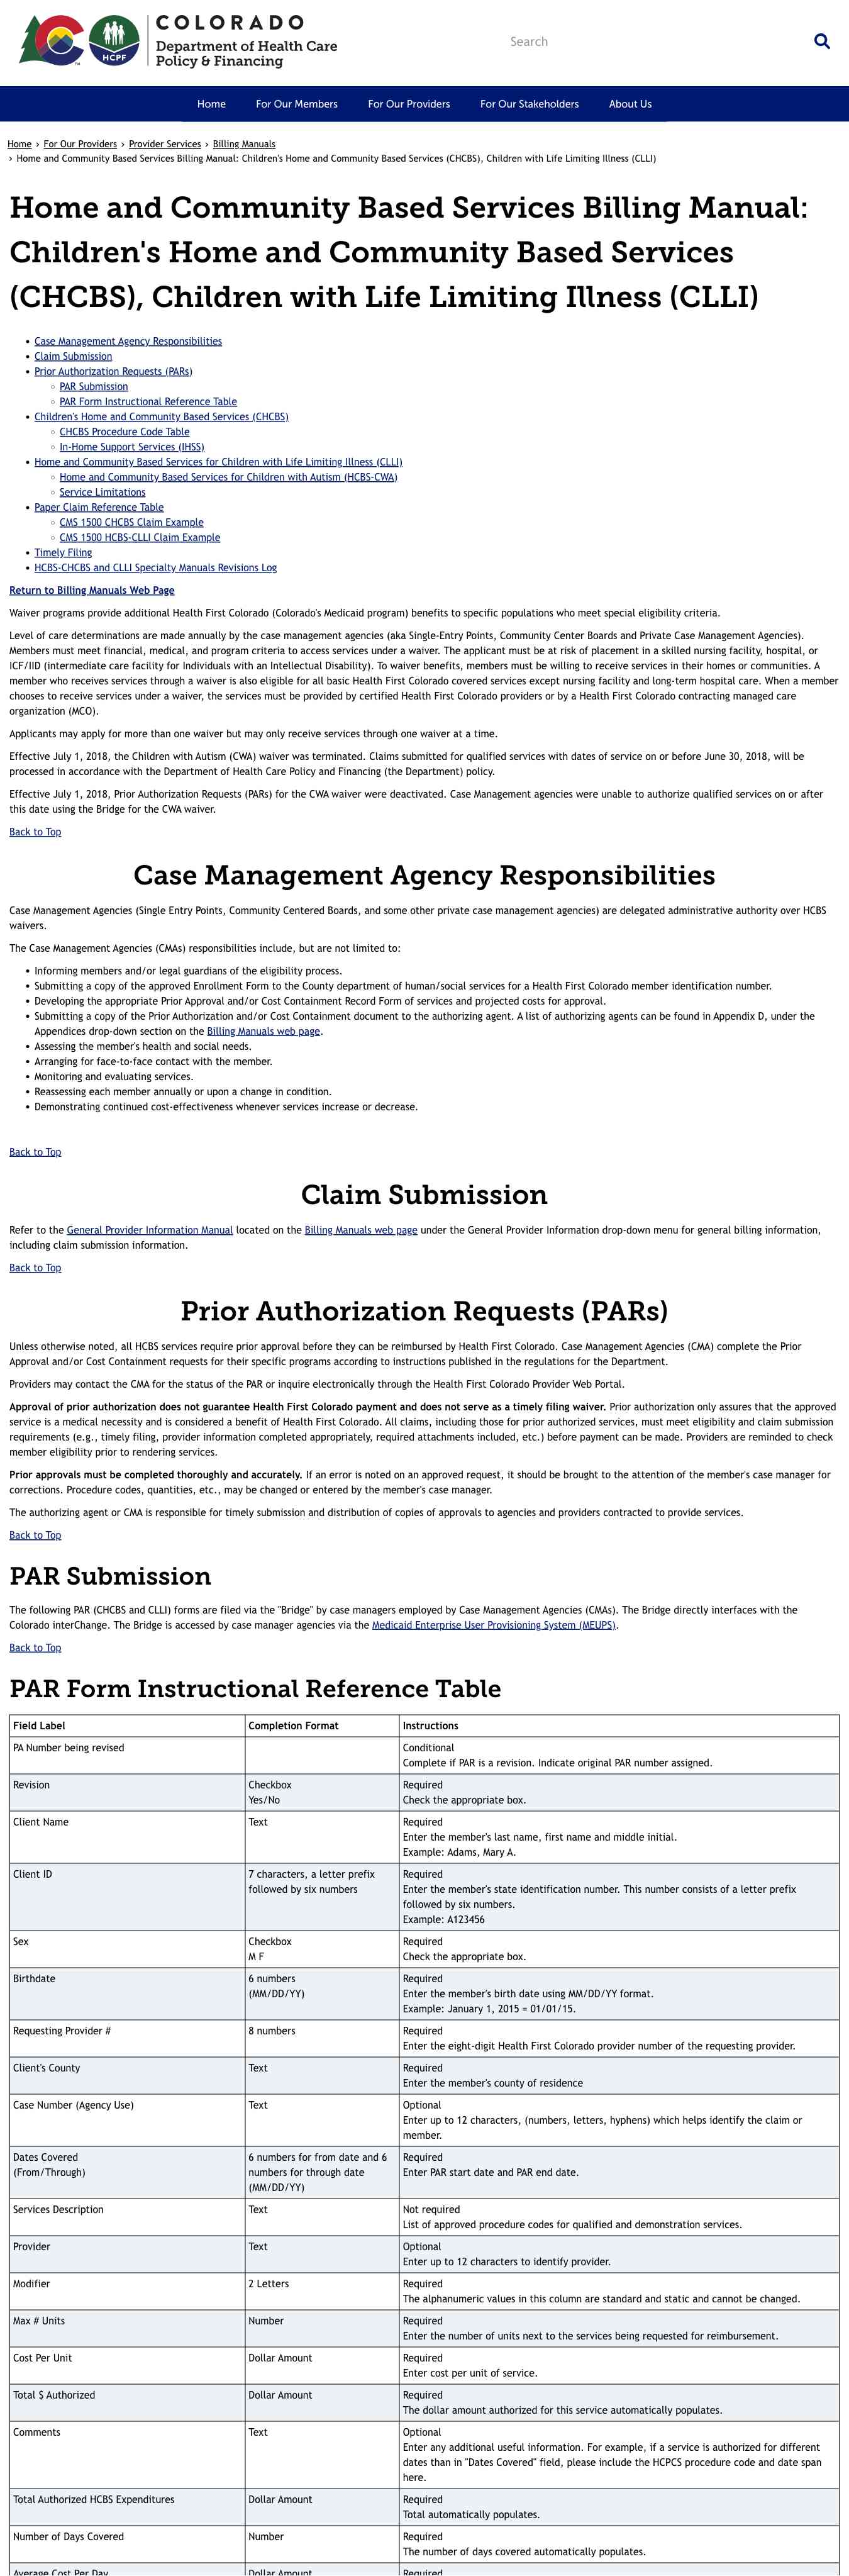 COLORADO
Department of Health Care
Policy & Financing
HCPF
TM
Search
Home
For Our Members
For Our Providers
For Our Stakeholders
About Us
Home › For Our Providers › Provider Services › Billing Manuals
› Home and Community Based Services Billing Manual: Children's Home and Community Based Services (CHCBS), Children with Life Limiting Illness (CLLI)
Home and Community Based Services Billing Manual:
Children's Home and Community Based Services
(CHCBS), Children with Life Limiting Illness (CLLI)
• Case Management Agency Responsibilities
• Claim Submission
• Prior Authorization Requests (PARs)
◦ PAR Submission
◦ PAR Form Instructional Reference Table
• Children's Home and Community Based Services (CHCBS)
◦ CHCBS Procedure Code Table
◦ In-Home Support Services (IHSS)
• Home and Community Based Services for Children with Life Limiting Illness (CLLI)
◦ Home and Community Based Services for Children with Autism (HCBS-CWA)
◦ Service Limitations
• Paper Claim Reference Table
◦ CMS 1500 CHCBS Claim Example
◦ CMS 1500 HCBS-CLLI Claim Example
• Timely Filing
• HCBS-CHCBS and CLLI Specialty Manuals Revisions Log
Return to Billing Manuals Web Page
Waiver programs provide additional Health First Colorado (Colorado's Medicaid program) benefits to specific populations who meet special eligibility criteria.
Level of care determinations are made annually by the case management agencies (aka Single-Entry Points, Community Center Boards and Private Case Management Agencies).
Members must meet financial, medical, and program criteria to access services under a waiver. The applicant must be at risk of placement in a skilled nursing facility, hospital, or
ICF/IID (intermediate care facility for Individuals with an Intellectual Disability). To waiver benefits, members must be willing to receive services in their homes or communities. A
member who receives services through a waiver is also eligible for all basic Health First Colorado covered services except nursing facility and long-term hospital care. When a member
chooses to receive services under a waiver, the services must be provided by certified Health First Colorado providers or by a Health First Colorado contracting managed care
organization (MCO).
Applicants may apply for more than one waiver but may only receive services through one waiver at a time.
Effective July 1, 2018, the Children with Autism (CWA) waiver was terminated. Claims submitted for qualified services with dates of service on or before June 30, 2018, will be
processed in accordance with the Department of Health Care Policy and Financing (the Department) policy.
Effective July 1, 2018, Prior Authorization Requests (PARs) for the CWA waiver were deactivated. Case Management agencies were unable to authorize qualified services on or after
this date using the Bridge for the CWA waiver.
Back to Top
Case Management Agency Responsibilities
Case Management Agencies (Single Entry Points, Community Centered Boards, and some other private case management agencies) are delegated administrative authority over HCBS
waivers.
The Case Management Agencies (CMAs) responsibilities include, but are not limited to:
• Informing members and/or legal guardians of the eligibility process.
• Submitting a copy of the approved Enrollment Form to the County department of human/social services for a Health First Colorado member identification number.
• Developing the appropriate Prior Approval and/or Cost Containment Record Form of services and projected costs for approval.
• Submitting a copy of the Prior Authorization and/or Cost Containment document to the authorizing agent. A list of authorizing agents can be found in Appendix D, under the
Appendices drop-down section on the Billing Manuals web page.
• Assessing the member's health and social needs.
• Arranging for face-to-face contact with the member.
• Monitoring and evaluating services.
• Reassessing each member annually or upon a change in condition.
• Demonstrating continued cost-effectiveness whenever services increase or decrease.
Back to Top
Claim Submission
Refer to the General Provider Information Manual located on the Billing Manuals web page under the General Provider Information drop-down menu for general billing information,
including claim submission information.
Back to Top
Prior Authorization Requests (PARs)
Unless otherwise noted, all HCBS services require prior approval before they can be reimbursed by Health First Colorado. Case Management Agencies (CMA) complete the Prior
Approval and/or Cost Containment requests for their specific programs according to instructions published in the regulations for the Department.
Providers may contact the CMA for the status of the PAR or inquire electronically through the Health First Colorado Provider Web Portal.
Approval of prior authorization does not guarantee Health First Colorado payment and does not serve as a timely filing waiver. Prior authorization only assures that the approved
service is a medical necessity and is considered a benefit of Health First Colorado. All claims, including those for prior authorized services, must meet eligibility and claim submission
requirements (e.g., timely filing, provider information completed appropriately, required attachments included, etc.) before payment can be made. Providers are reminded to check
member eligibility prior to rendering services.
Prior approvals must be completed thoroughly and accurately. If an error is noted on an approved request, it should be brought to the attention of the member's case manager for
corrections. Procedure codes, quantities, etc., may be changed or entered by the member's case manager.
The authorizing agent or CMA is responsible for timely submission and distribution of copies of approvals to agencies and providers contracted to provide services.
Back to Top
PAR Submission
The following PAR (CHCBS and CLLI) forms are filed via the "Bridge" by case managers employed by Case Management Agencies (CMAs). The Bridge directly interfaces with the
Colorado interChange. The Bridge is accessed by case manager agencies via the Medicaid Enterprise User Provisioning System (MEUPS).
Back to Top
PAR Form Instructional Reference Table
Field Label
Completion Format
Instructions
PA Number being revised
Conditional
Complete if PAR is a revision. Indicate original PAR number assigned.
Revision
Checkbox
Yes/No
Required
Check the appropriate box.
Client Name
Text
Required
Enter the member's last name, first name and middle initial.
Example: Adams, Mary A.
Client ID
7 characters, a letter prefix
followed by six numbers
Required
Enter the member's state identification number. This number consists of a letter prefix
followed by six numbers.
Example: A123456
Sex
Checkbox
M F
Required
Check the appropriate box.
Birthdate
6 numbers
(MM/DD/YY)
Required
Enter the member's birth date using MM/DD/YY format.
Example: January 1, 2015 = 01/01/15.
Requesting Provider #
8 numbers
Required
Enter the eight-digit Health First Colorado provider number of the requesting provider.
Client's County
Text
Required
Enter the member's county of residence
Case Number (Agency Use)
Text
Optional
Enter up to 12 characters, (numbers, letters, hyphens) which helps identify the claim or
member.
Dates Covered
(From/Through)
6 numbers for from date and 6
numbers for through date
(MM/DD/YY)
Required
Enter PAR start date and PAR end date.
Services Description
Text
Not required
List of approved procedure codes for qualified and demonstration services.
Provider
Text
Optional
Enter up to 12 characters to identify provider.
Modifier
2 Letters
Required
The alphanumeric values in this column are standard and static and cannot be changed.
Max # Units
Number
Required
Enter the number of units next to the services being requested for reimbursement.
Cost Per Unit
Dollar Amount
Required
Enter cost per unit of service.
Total $ Authorized
Dollar Amount
Required
The dollar amount authorized for this service automatically populates.
Comments
Text
Optional
Enter any additional useful information. For example, if a service is authorized for different
dates than in "Dates Covered" field, please include the HCPCS procedure code and date span
here.
Total Authorized HCBS Expenditures
Dollar Amount
Required
Total automatically populates.
Number of Days Covered
Number
Required
The number of days covered automatically populates.
Average Cost Per Day
Dollar Amount
Required